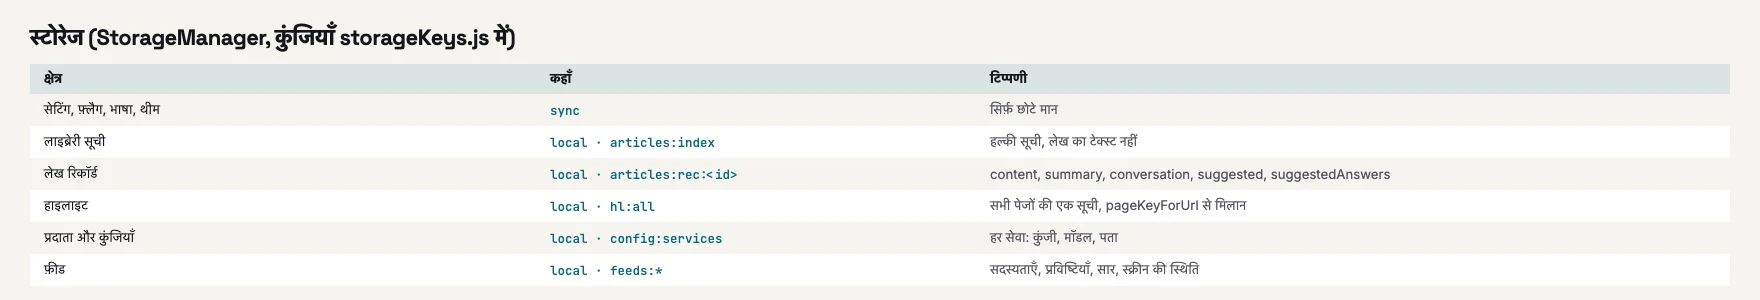 स्टोरेज (StorageManager, कुंजियाँ storageKeys.js में)
क्षेत्र कहाँ टिप्पणी
सेटिंग, फ़्लैग, भाषा, थीम sync सिर्फ़ छोटे मान
लाइब्रेरी सूची local · articles:index हल्की सूची, लेख का टेक्स्ट नहीं
लेख रिकॉर्ड local · articles:rec:<id> content, summary, conversation, suggested, suggestedAnswers
हाइलाइट local · hl:all सभी पेजों की एक सूची, pageKeyForUrl से मिलान
प्रदाता और कुंजियाँ local · config:services हर सेवा: कुंजी, मॉडल, पता
फ़ीड local · feeds:* सदस्यताएँ, प्रविष्टियाँ, सार, स्क्रीन की स्थिति